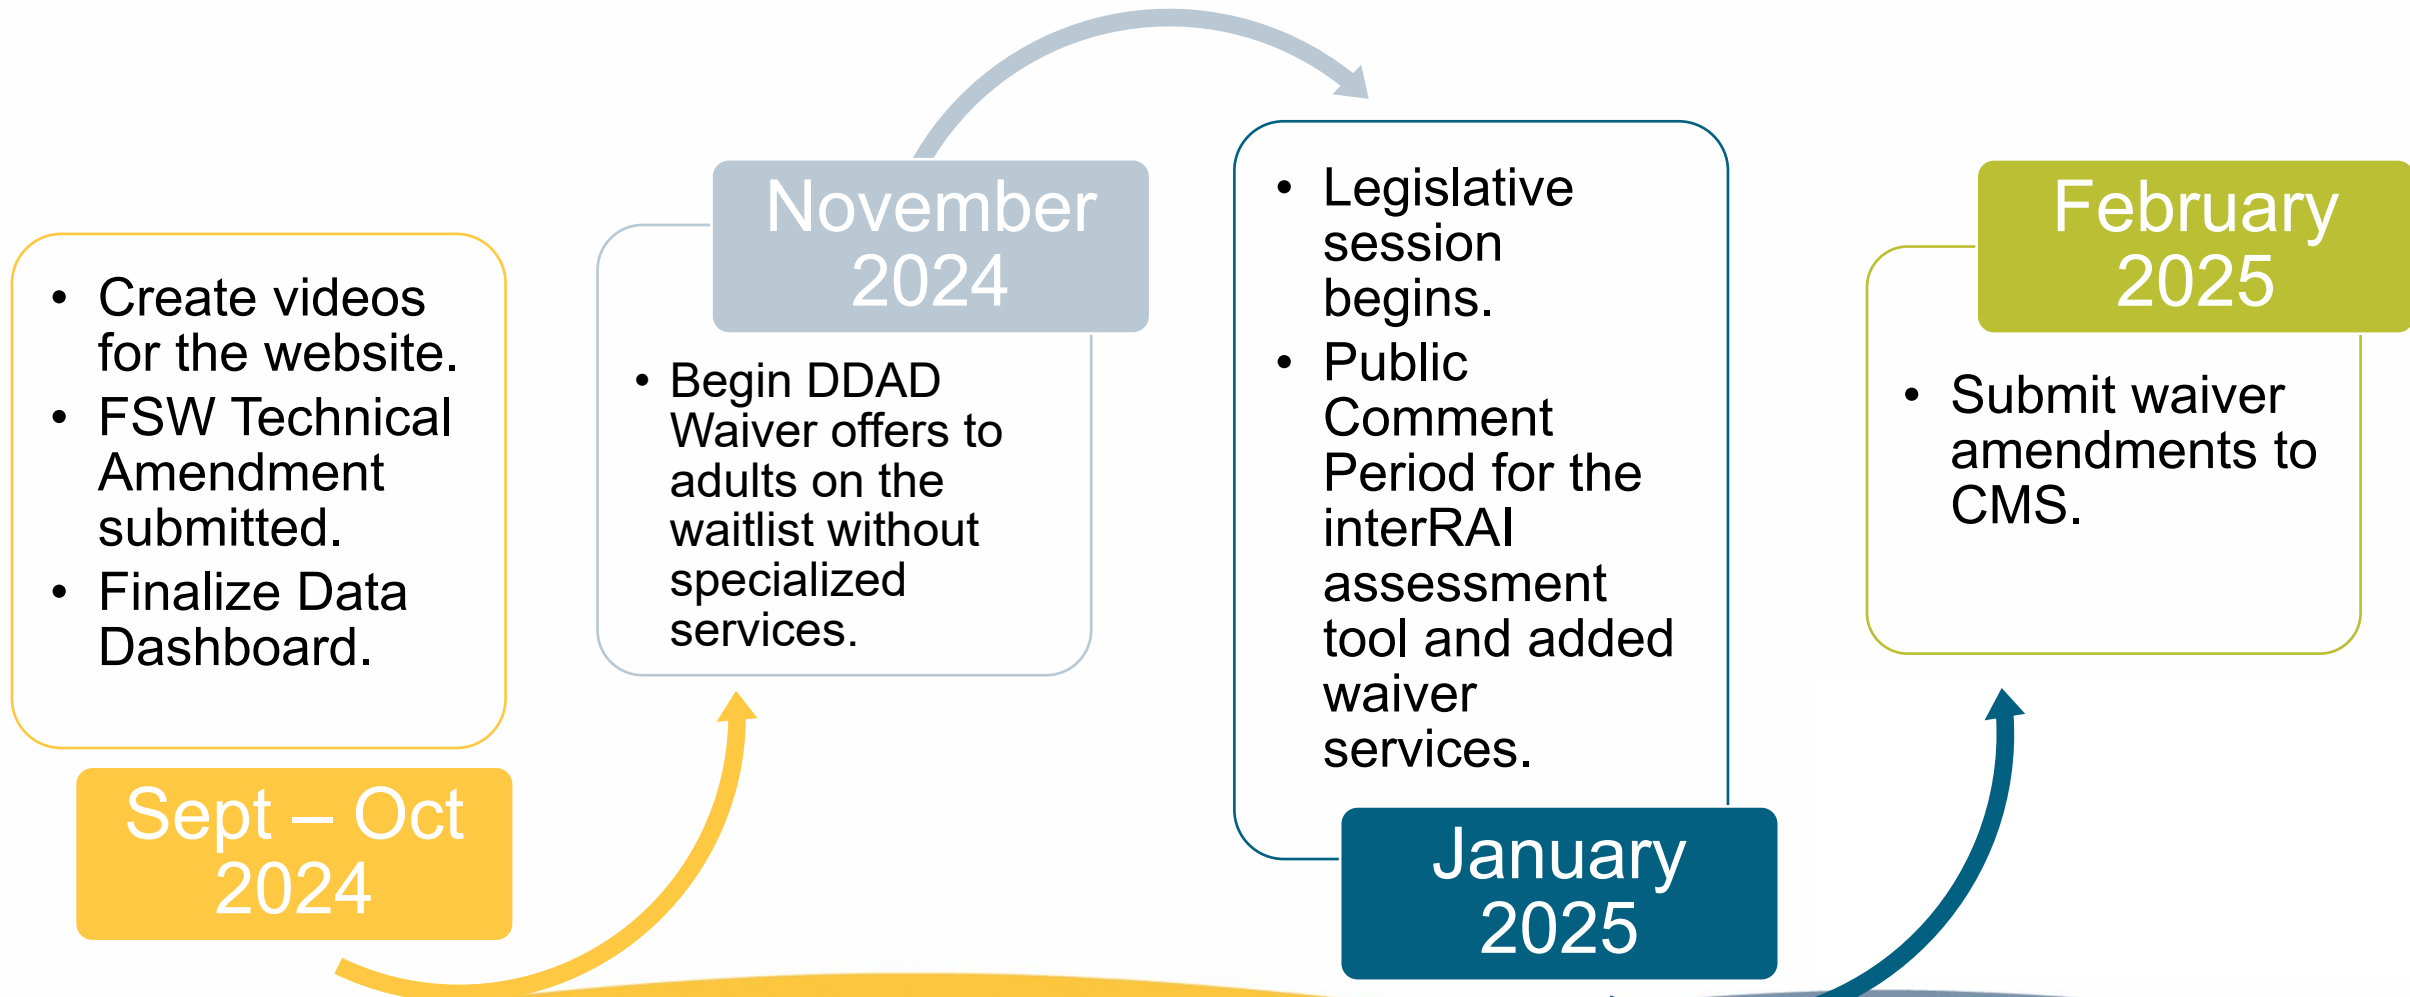 • Create videos
for the website.
• FSW Technical
Amendment
submitted.
• Finalize Data
Dashboard.
Sept – Oct
2024
November
2024
• Begin DDAD
Waiver offers to
adults on the
waitlist without
specialized
services.
• Legislative
session
begins.
• Public
Comment
Period for the
interRAI
assessment
tool and added
waiver
services.
January
2025
February
2025
• Submit waiver
amendments to
CMS.